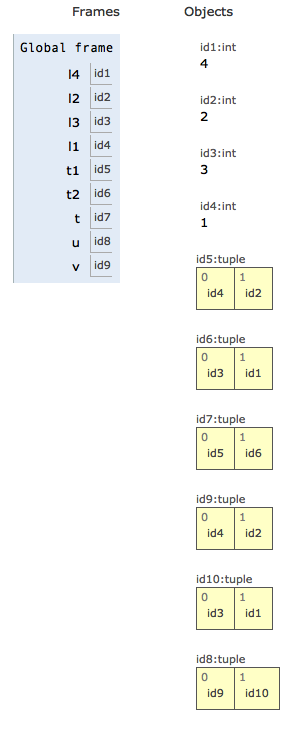 Frames Objects
Global frame
l4 id1
l2 id2
l3 id3
l1 id4
t1 id5
t2 id6
t id7
u id8
v id9
id1:int
4
id2:int
2
id3:int
3
id4:int
1
id5:tuple
0 1
id4 id2
id6:tuple
0 1
id3 id1
id7:tuple
0 1
id5 id6
id9:tuple
0 1
id4 id2
id10:tuple
0 1
id3 id1
id8:tuple
0 1
id9 id10